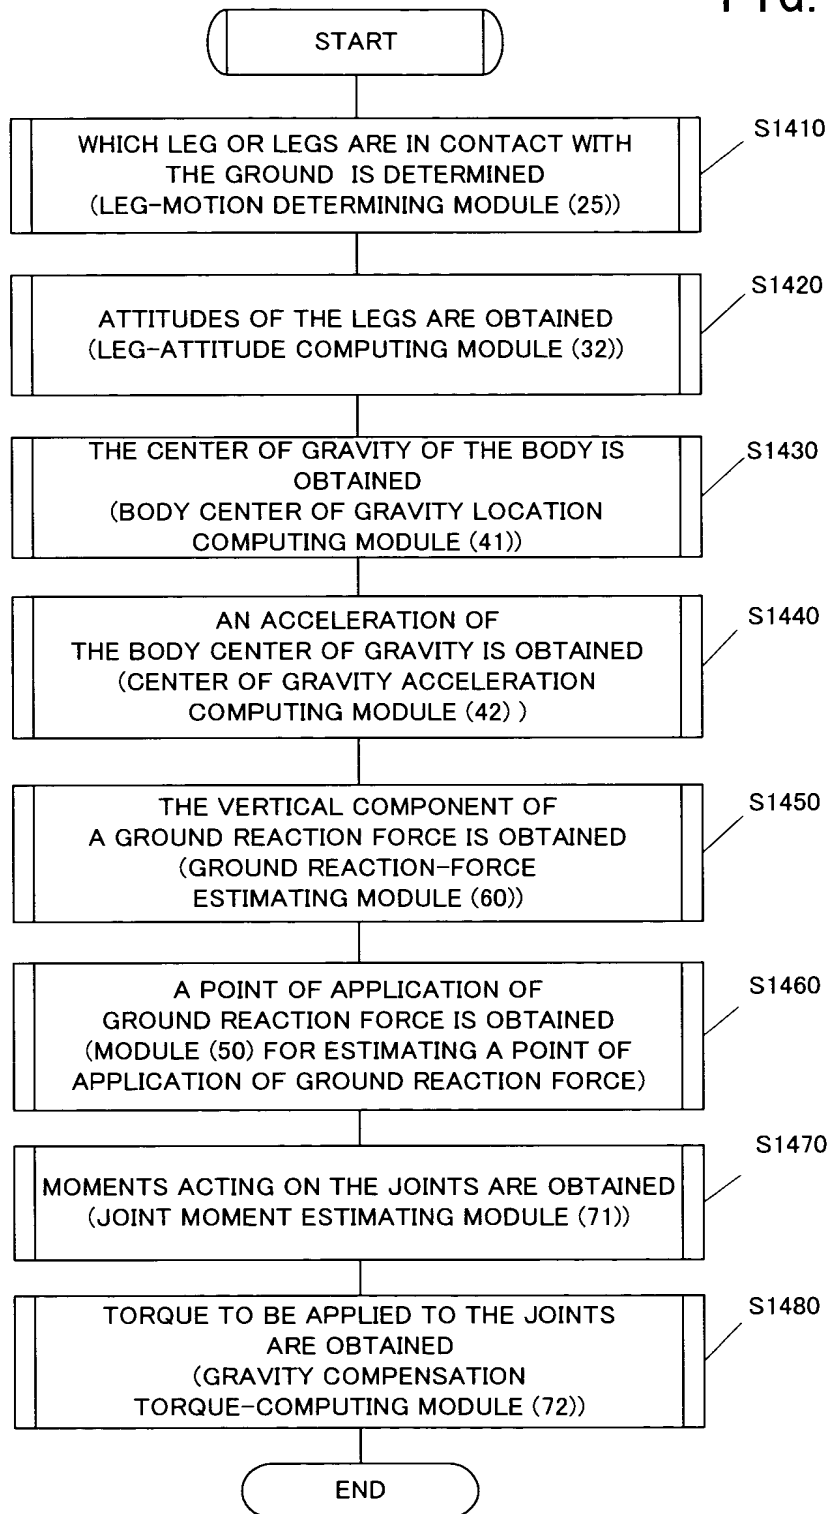 FIG.
START
WHICH LEG OR LEGS ARE IN CONTACT WITH
THE GROUND IS DETERMINED
(LEG-MOTION DETERMINING MODULE (25))
S1410
ATTITUDES OF THE LEGS ARE OBTAINED
(LEG-ATTITUDE COMPUTING MODULE (32))
S1420
THE CENTER OF GRAVITY OF THE BODY IS
OBTAINED
(BODY CENTER OF GRAVITY LOCATION
COMPUTING MODULE (41))
S1430
AN ACCELERATION OF
THE BODY CENTER OF GRAVITY IS OBTAINED
(CENTER OF GRAVITY ACCELERATION
COMPUTING MODULE (42) )
S1440
THE VERTICAL COMPONENT OF
A GROUND REACTION FORCE IS OBTAINED
(GROUND REACTION-FORCE
ESTIMATING MODULE (60))
S1450
A POINT OF APPLICATION OF
GROUND REACTION FORCE IS OBTAINED
(MODULE (50) FOR ESTIMATING A POINT OF
APPLICATION OF GROUND REACTION FORCE)
S1460
MOMENTS ACTING ON THE JOINTS ARE OBTAINED
(JOINT MOMENT ESTIMATING MODULE (71))
S1470
TORQUE TO BE APPLIED TO THE JOINTS
ARE OBTAINED
(GRAVITY COMPENSATION
TORQUE-COMPUTING MODULE (72))
S1480
END